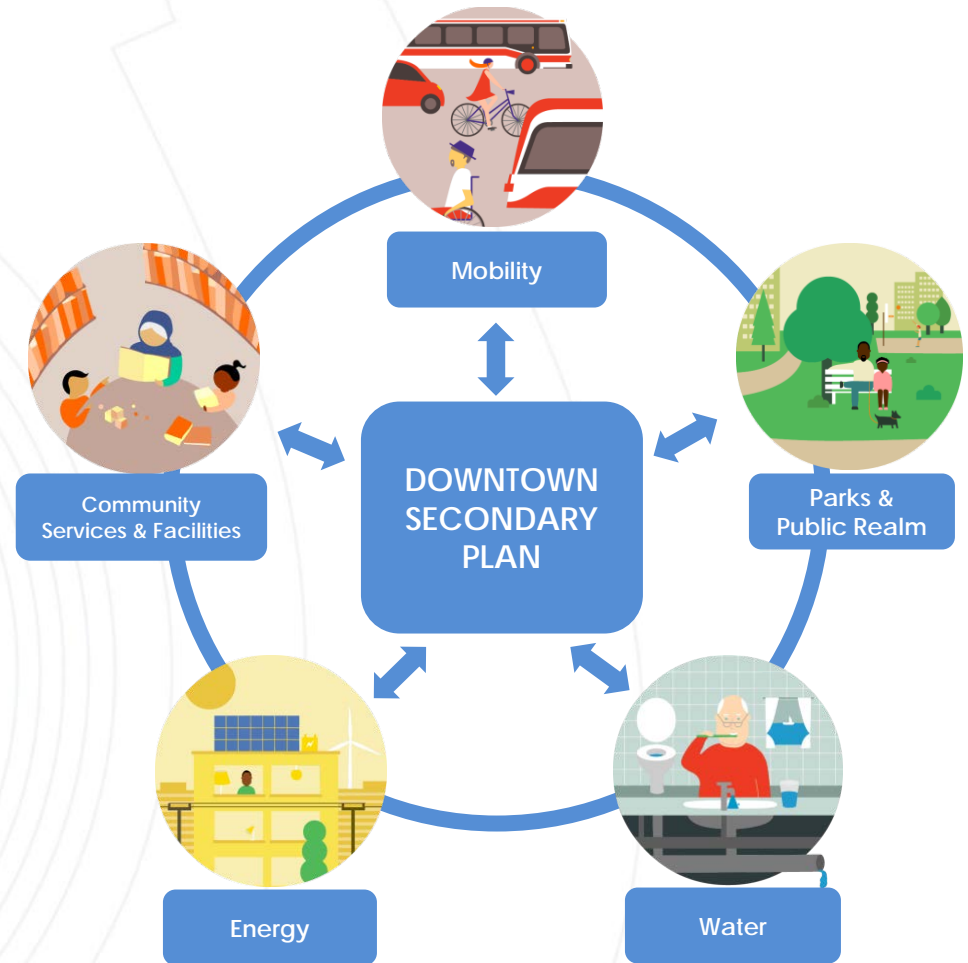 Mobility
Community
Services & Facilities
DOWNTOWN
SECONDARY
PLAN
Parks &
Public Realm
Energy
Water